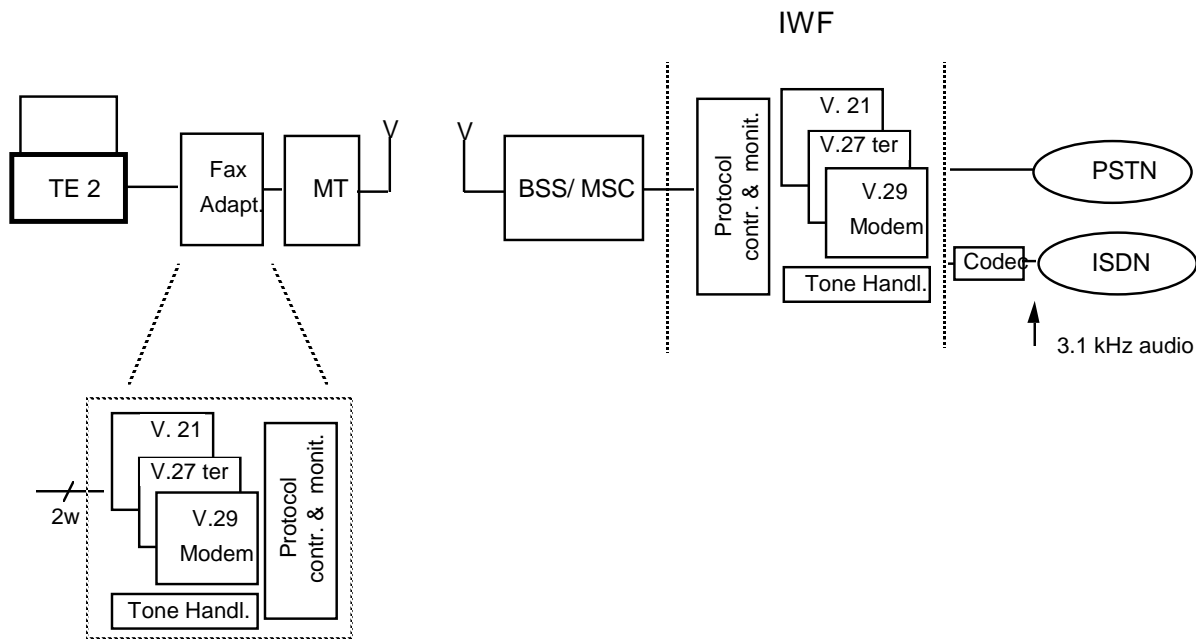 IWF
TE 2
Fax
Adapt.
MT
BSS/ MSC
Protocol
contr. & monit.
V. 21
V.27 ter
V.29
Modem
Tone Handl.
PSTN
Codec
ISDN
3.1 kHz audio
2w
V. 21
V.27 ter
V.29
Modem
Tone Handl.
Protocol
contr. & monit.